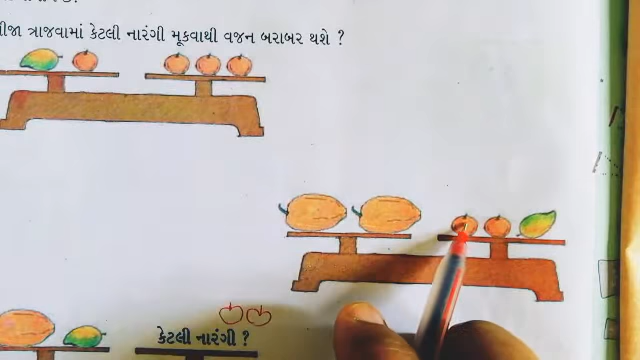 ત્રાજવામાં કેટલી નારંગી મૂકવાથી વજન બરાબર થશે ?
કેટલી નારંગી ?